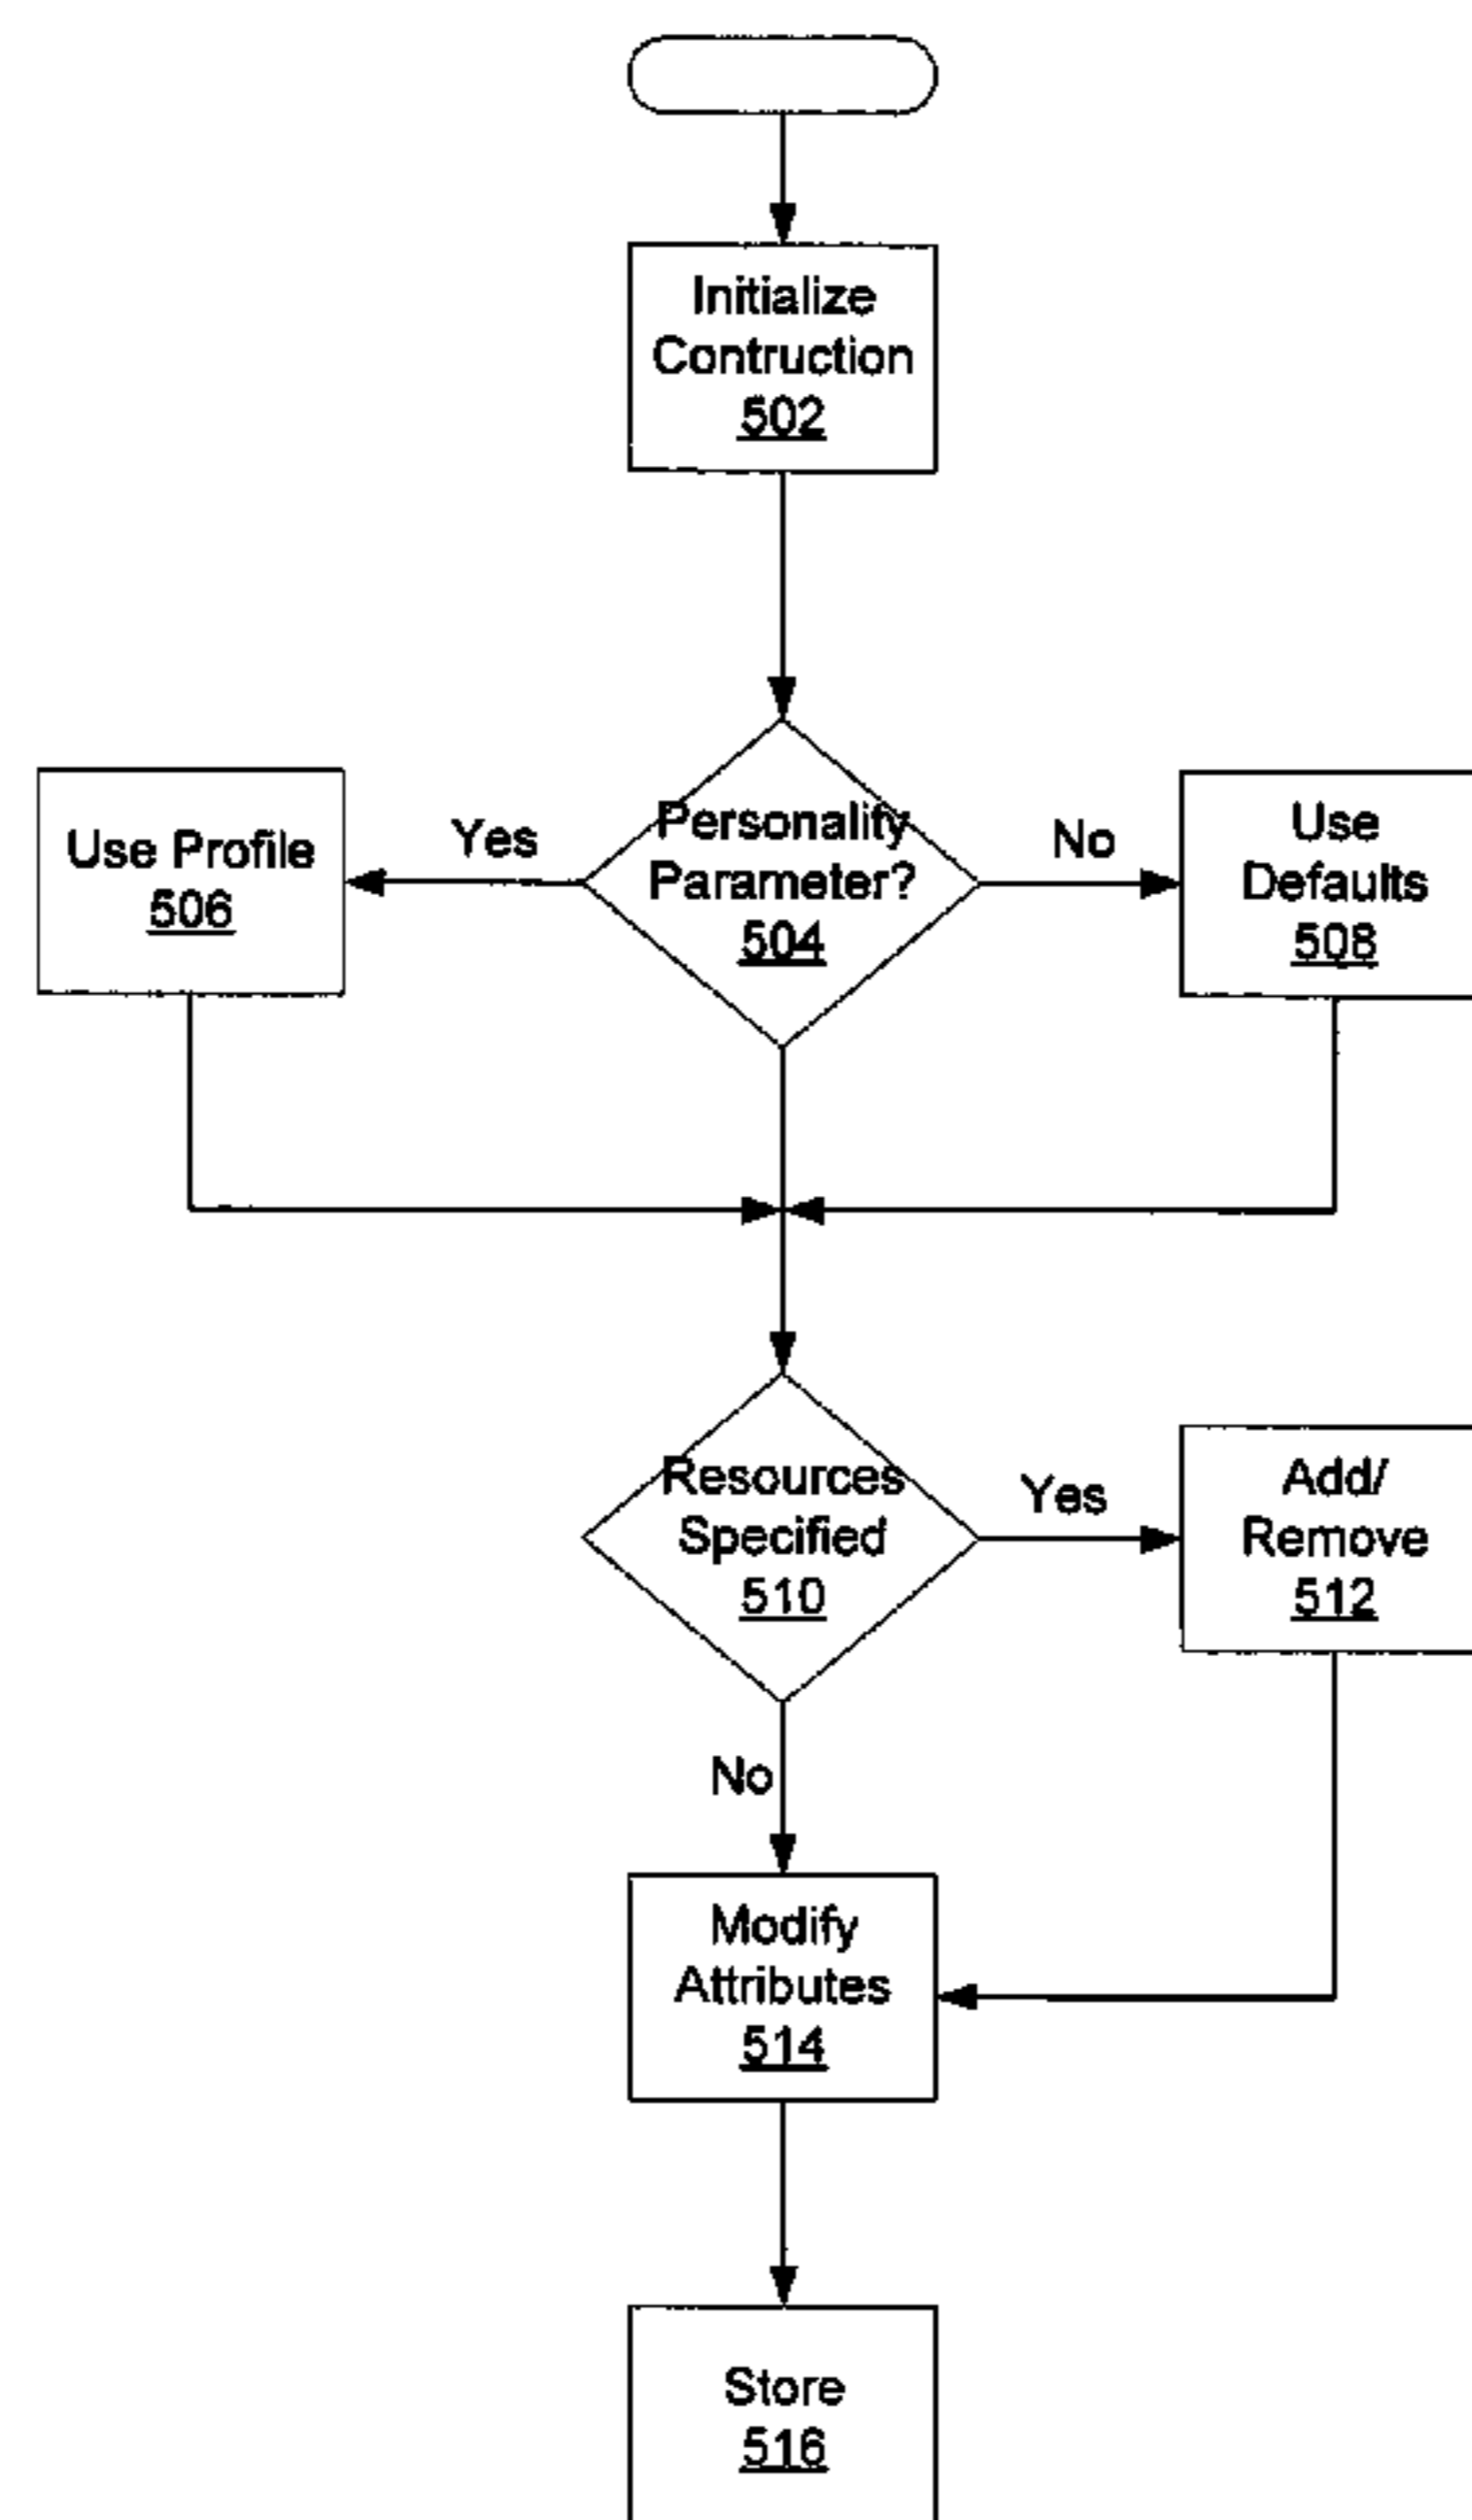 Initialize
Contruction
502
Personality
Parameter?
504
Yes
Use Profile
506
No
Use
Defaults
508
Resources
Specified
510
Yes
Add/
Remove
512
No
Modify
Attributes
514
Store
516